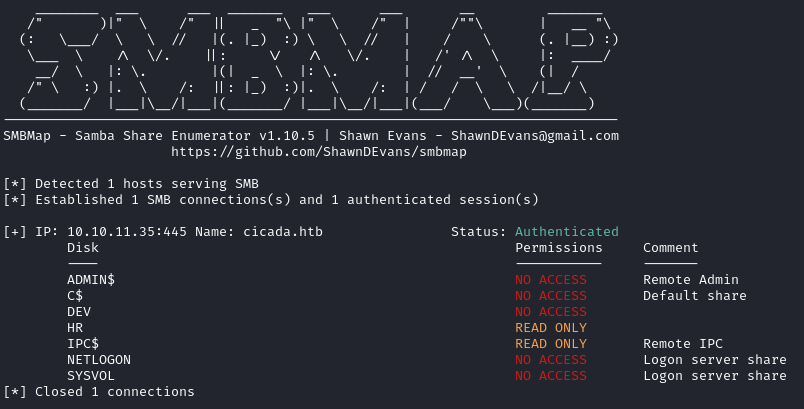 SMBMap - Samba Share Enumerator v1.10.5 | Shawn Evans - ShawnDEvans@gmail.com
https://github.com/ShawnDEvans/smbmap
[*] Detected 1 hosts serving SMB
[*] Established 1 SMB connections(s) and 1 authenticated session(s)
[+] IP: 10.10.11.35:445 Name: cicada.htb Status: Authenticated
Disk Permissions Comment
---- ----------- -------
ADMIN$ NO ACCESS Remote Admin
C$ NO ACCESS Default share
DEV NO ACCESS
HR READ ONLY
IPC$ READ ONLY Remote IPC
NETLOGON NO ACCESS Logon server share
SYSVOL NO ACCESS Logon server share
[*] Closed 1 connections